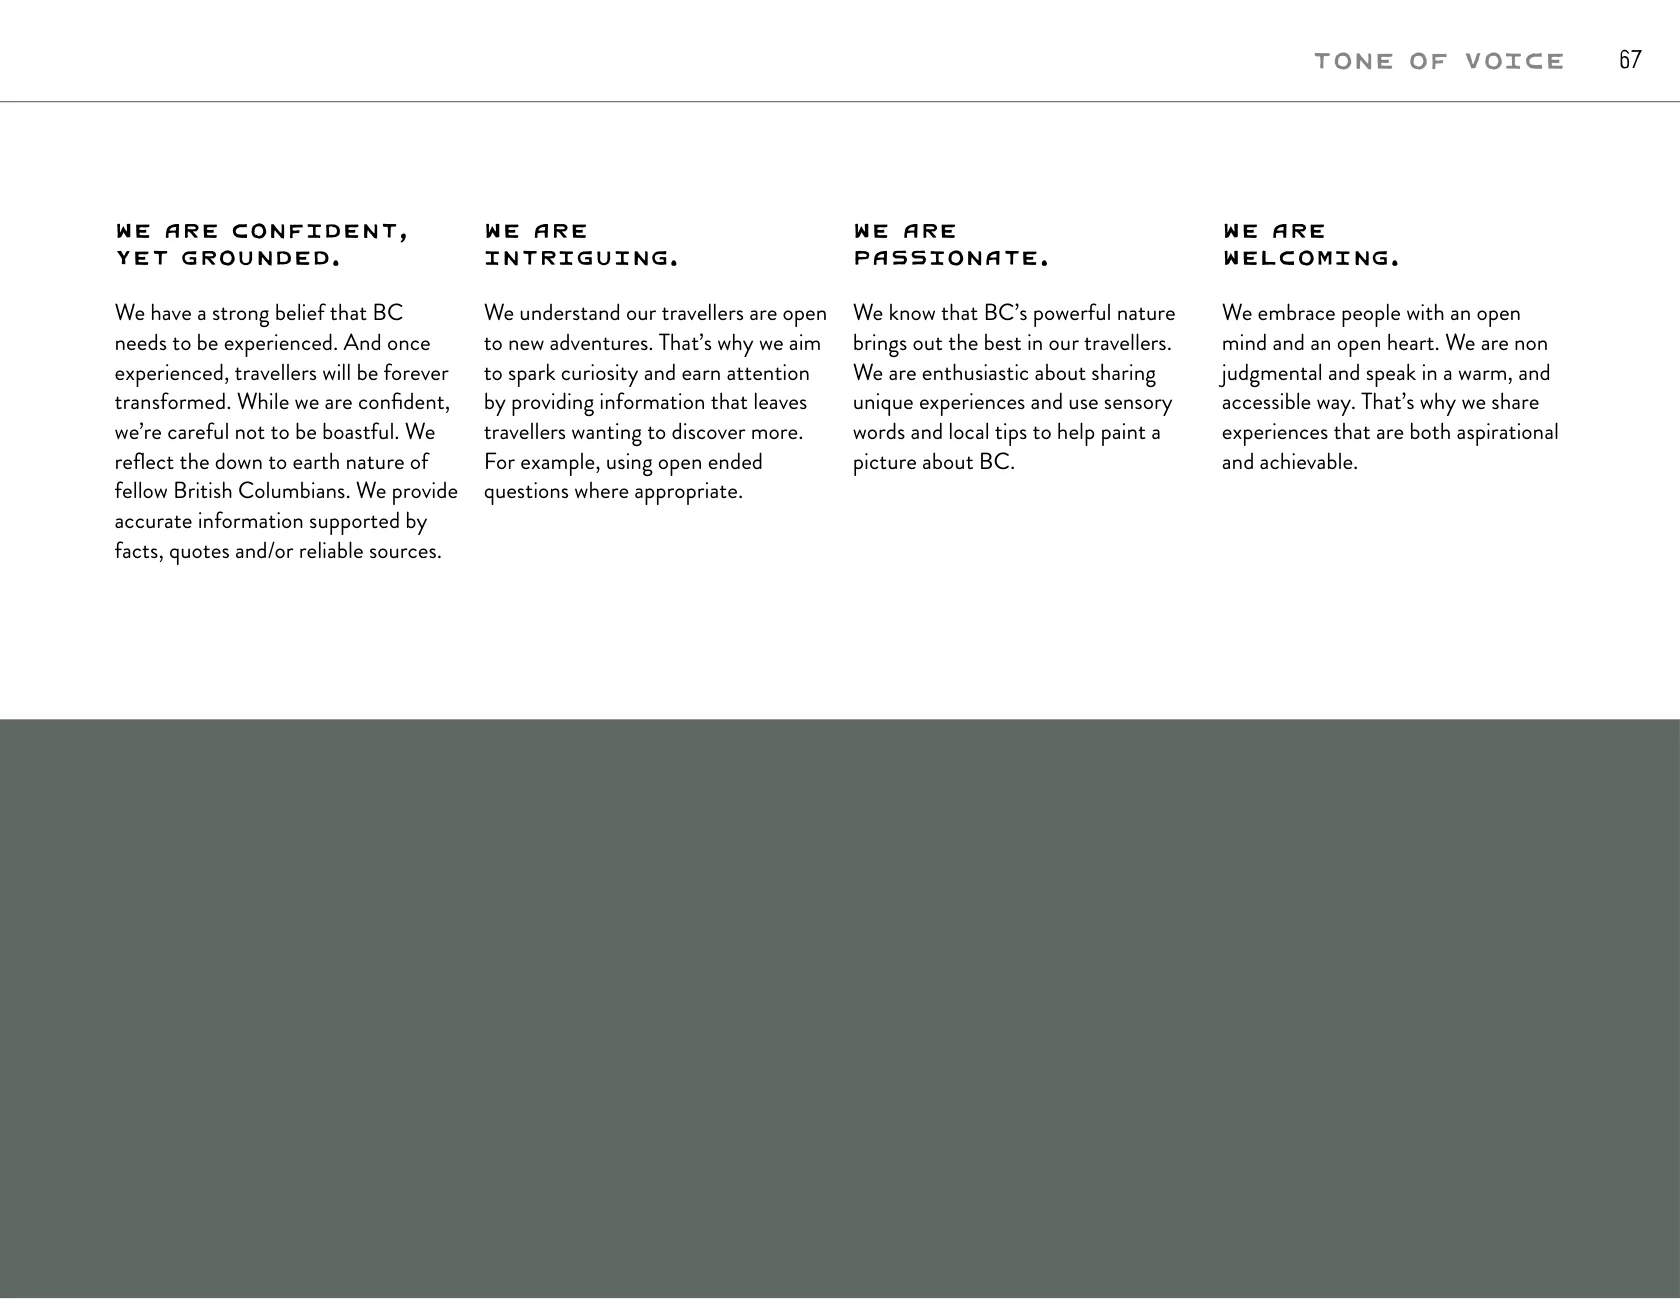 TONE OF VOICE 67
WE ARE CONFIDENT,
YET GROUNDED.
We have a strong belief that BC
needs to be experienced. And once
experienced, travellers will be forever
transformed. While we are confident,
we're careful not to be boastful. We
reflect the down to earth nature of
fellow British Columbians. We provide
accurate information supported by
facts, quotes and/or reliable sources.
WE ARE
INTRIGUING.
We understand our travellers are open
to new adventures. That's why we aim
to spark curiosity and earn attention
by providing information that leaves
travellers wanting to discover more.
For example, using open ended
questions where appropriate.
WE ARE
PASSIONATE.
We know that BC's powerful nature
brings out the best in our travellers.
We are enthusiastic about sharing
unique experiences and use sensory
words and local tips to help paint a
picture about BC.
WE ARE
WELCOMING.
We embrace people with an open
mind and an open heart. We are non
judgmental and speak in a warm, and
accessible way. That's why we share
experiences that are both aspirational
and achievable.